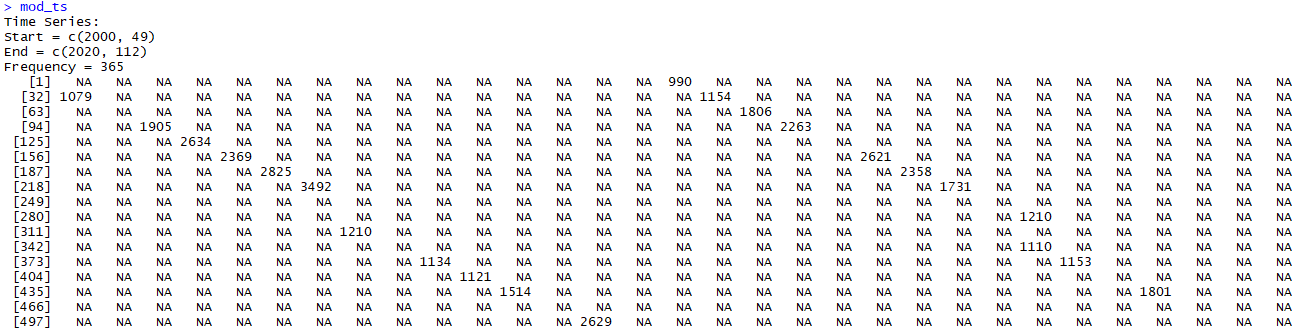 > mod_ts
Time Series:
Start = c(2000, 49)
End = c(2020, 112)
Frequency = 365
[1] NA NA NA NA NA NA NA NA NA NA NA NA NA NA NA 990 NA NA NA NA NA NA NA NA NA NA NA NA NA NA NA
[32] 1079 NA NA NA NA NA NA NA NA NA NA NA NA NA NA NA 1154 NA NA NA NA NA NA NA NA NA NA NA NA NA NA
[63] NA NA NA NA NA NA NA NA NA NA NA NA NA NA NA NA NA 1806 NA NA NA NA NA NA NA NA NA NA NA NA NA
[94] NA NA 1905 NA NA NA NA NA NA NA NA NA NA NA NA NA NA NA 2263 NA NA NA NA NA NA NA NA NA NA NA NA
[125] NA NA NA 2634 NA NA NA NA NA NA NA NA NA NA NA NA NA NA NA NA NA NA NA NA NA NA NA NA NA NA NA
[156] NA NA NA NA 2369 NA NA NA NA NA NA NA NA NA NA NA NA NA NA NA 2621 NA NA NA NA NA NA NA NA NA NA
[187] NA NA NA NA NA 2825 NA NA NA NA NA NA NA NA NA NA NA NA NA NA NA 2358 NA NA NA NA NA NA NA NA NA
[218] NA NA NA NA NA NA 3492 NA NA NA NA NA NA NA NA NA NA NA NA NA NA NA 1731 NA NA NA NA NA NA NA NA
[249] NA NA NA NA NA NA NA NA NA NA NA NA NA NA NA NA NA NA NA NA NA NA NA NA NA NA NA NA NA NA NA
[280] NA NA NA NA NA NA NA NA NA NA NA NA NA NA NA NA NA NA NA NA NA NA NA NA 1210 NA NA NA NA NA NA
[311] NA NA NA NA NA NA NA 1210 NA NA NA NA NA NA NA NA NA NA NA NA NA NA NA NA NA NA NA NA NA NA NA
[342] NA NA NA NA NA NA NA NA NA NA NA NA NA NA NA NA NA NA NA NA NA NA NA NA 1110 NA NA NA NA NA NA
[373] NA NA NA NA NA NA NA NA NA 1134 NA NA NA NA NA NA NA NA NA NA NA NA NA NA NA 1153 NA NA NA NA NA
[404] NA NA NA NA NA NA NA NA NA NA 1121 NA NA NA NA NA NA NA NA NA NA NA NA NA NA NA NA NA NA NA NA
[435] NA NA NA NA NA NA NA NA NA NA NA 1514 NA NA NA NA NA NA NA NA NA NA NA NA NA NA NA 1801 NA NA NA
[466] NA NA NA NA NA NA NA NA NA NA NA NA NA NA NA NA NA NA NA NA NA NA NA NA NA NA NA NA NA NA NA
[497] NA NA NA NA NA NA NA NA NA NA NA NA NA 2629 NA NA NA NA NA NA NA NA NA NA NA NA NA NA NA NA NA